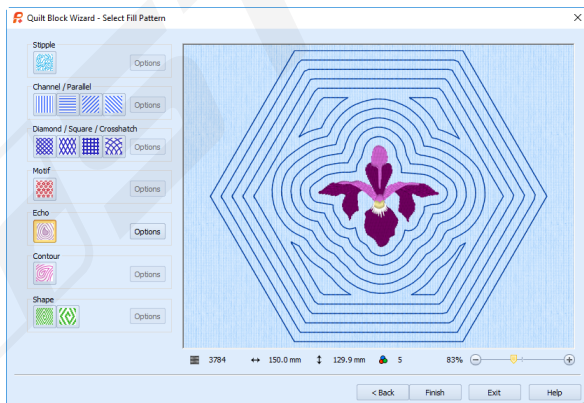 Quilt Block Wizard - Select Fill Pattern
Stipple
Options
Channel / Parallel
Options
Diamond / Square / Crosshatch
Options
Motif
Options
Echo
Options
Contour
Options
Shape
Options
3784 150.0 mm 129.9 mm 5 83%
< Back Finish Exit Help